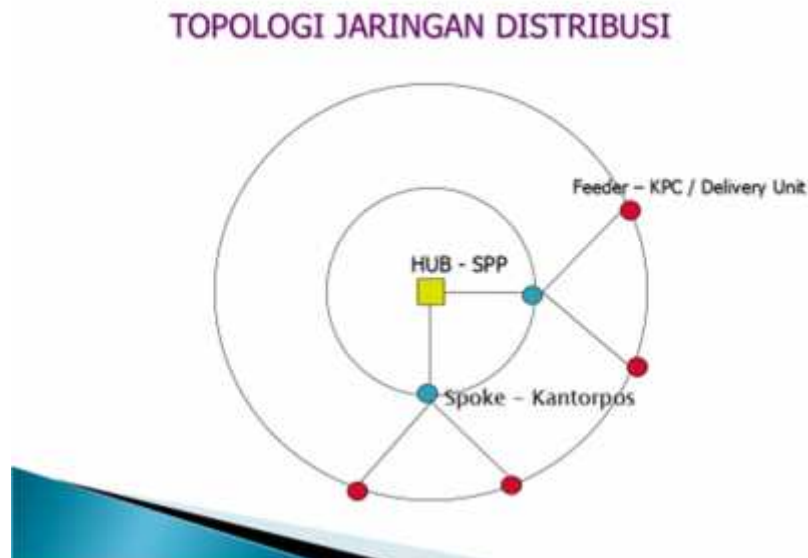 TOPOLOGI JARINGAN DISTRIBUSI
Feeder – KPC / Delivery Unit
HUB - SPP
Spoke – Kantorpos